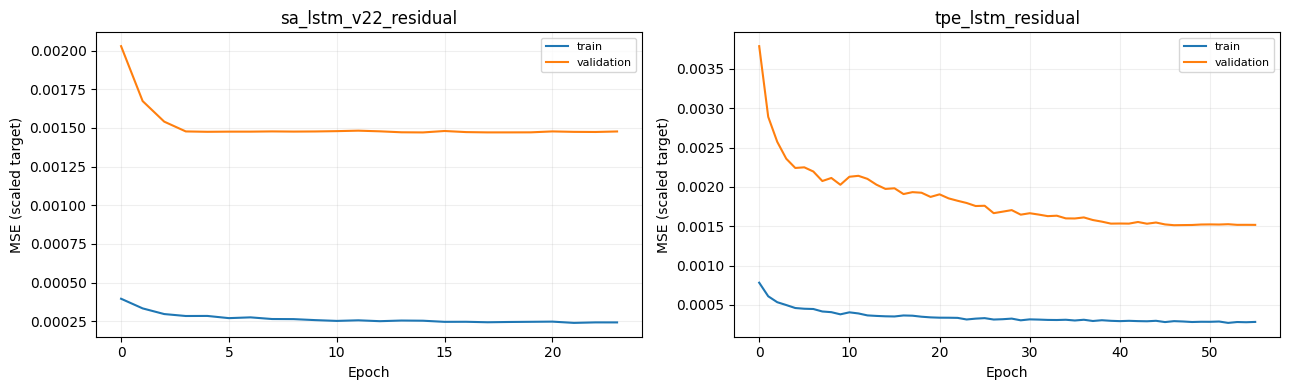 sa_lstm_v22_residual
MSE (scaled target)
0.00200
0.00175
0.00150
0.00125
0.00100
0.00075
0.00050
0.00025
train
validation
0 5 10 15 20
Epoch
tpe_lstm_residual
MSE (scaled target)
0.0035
0.0030
0.0025
0.0020
0.0015
0.0010
0.0005
train
validation
0 10 20 30 40 50
Epoch